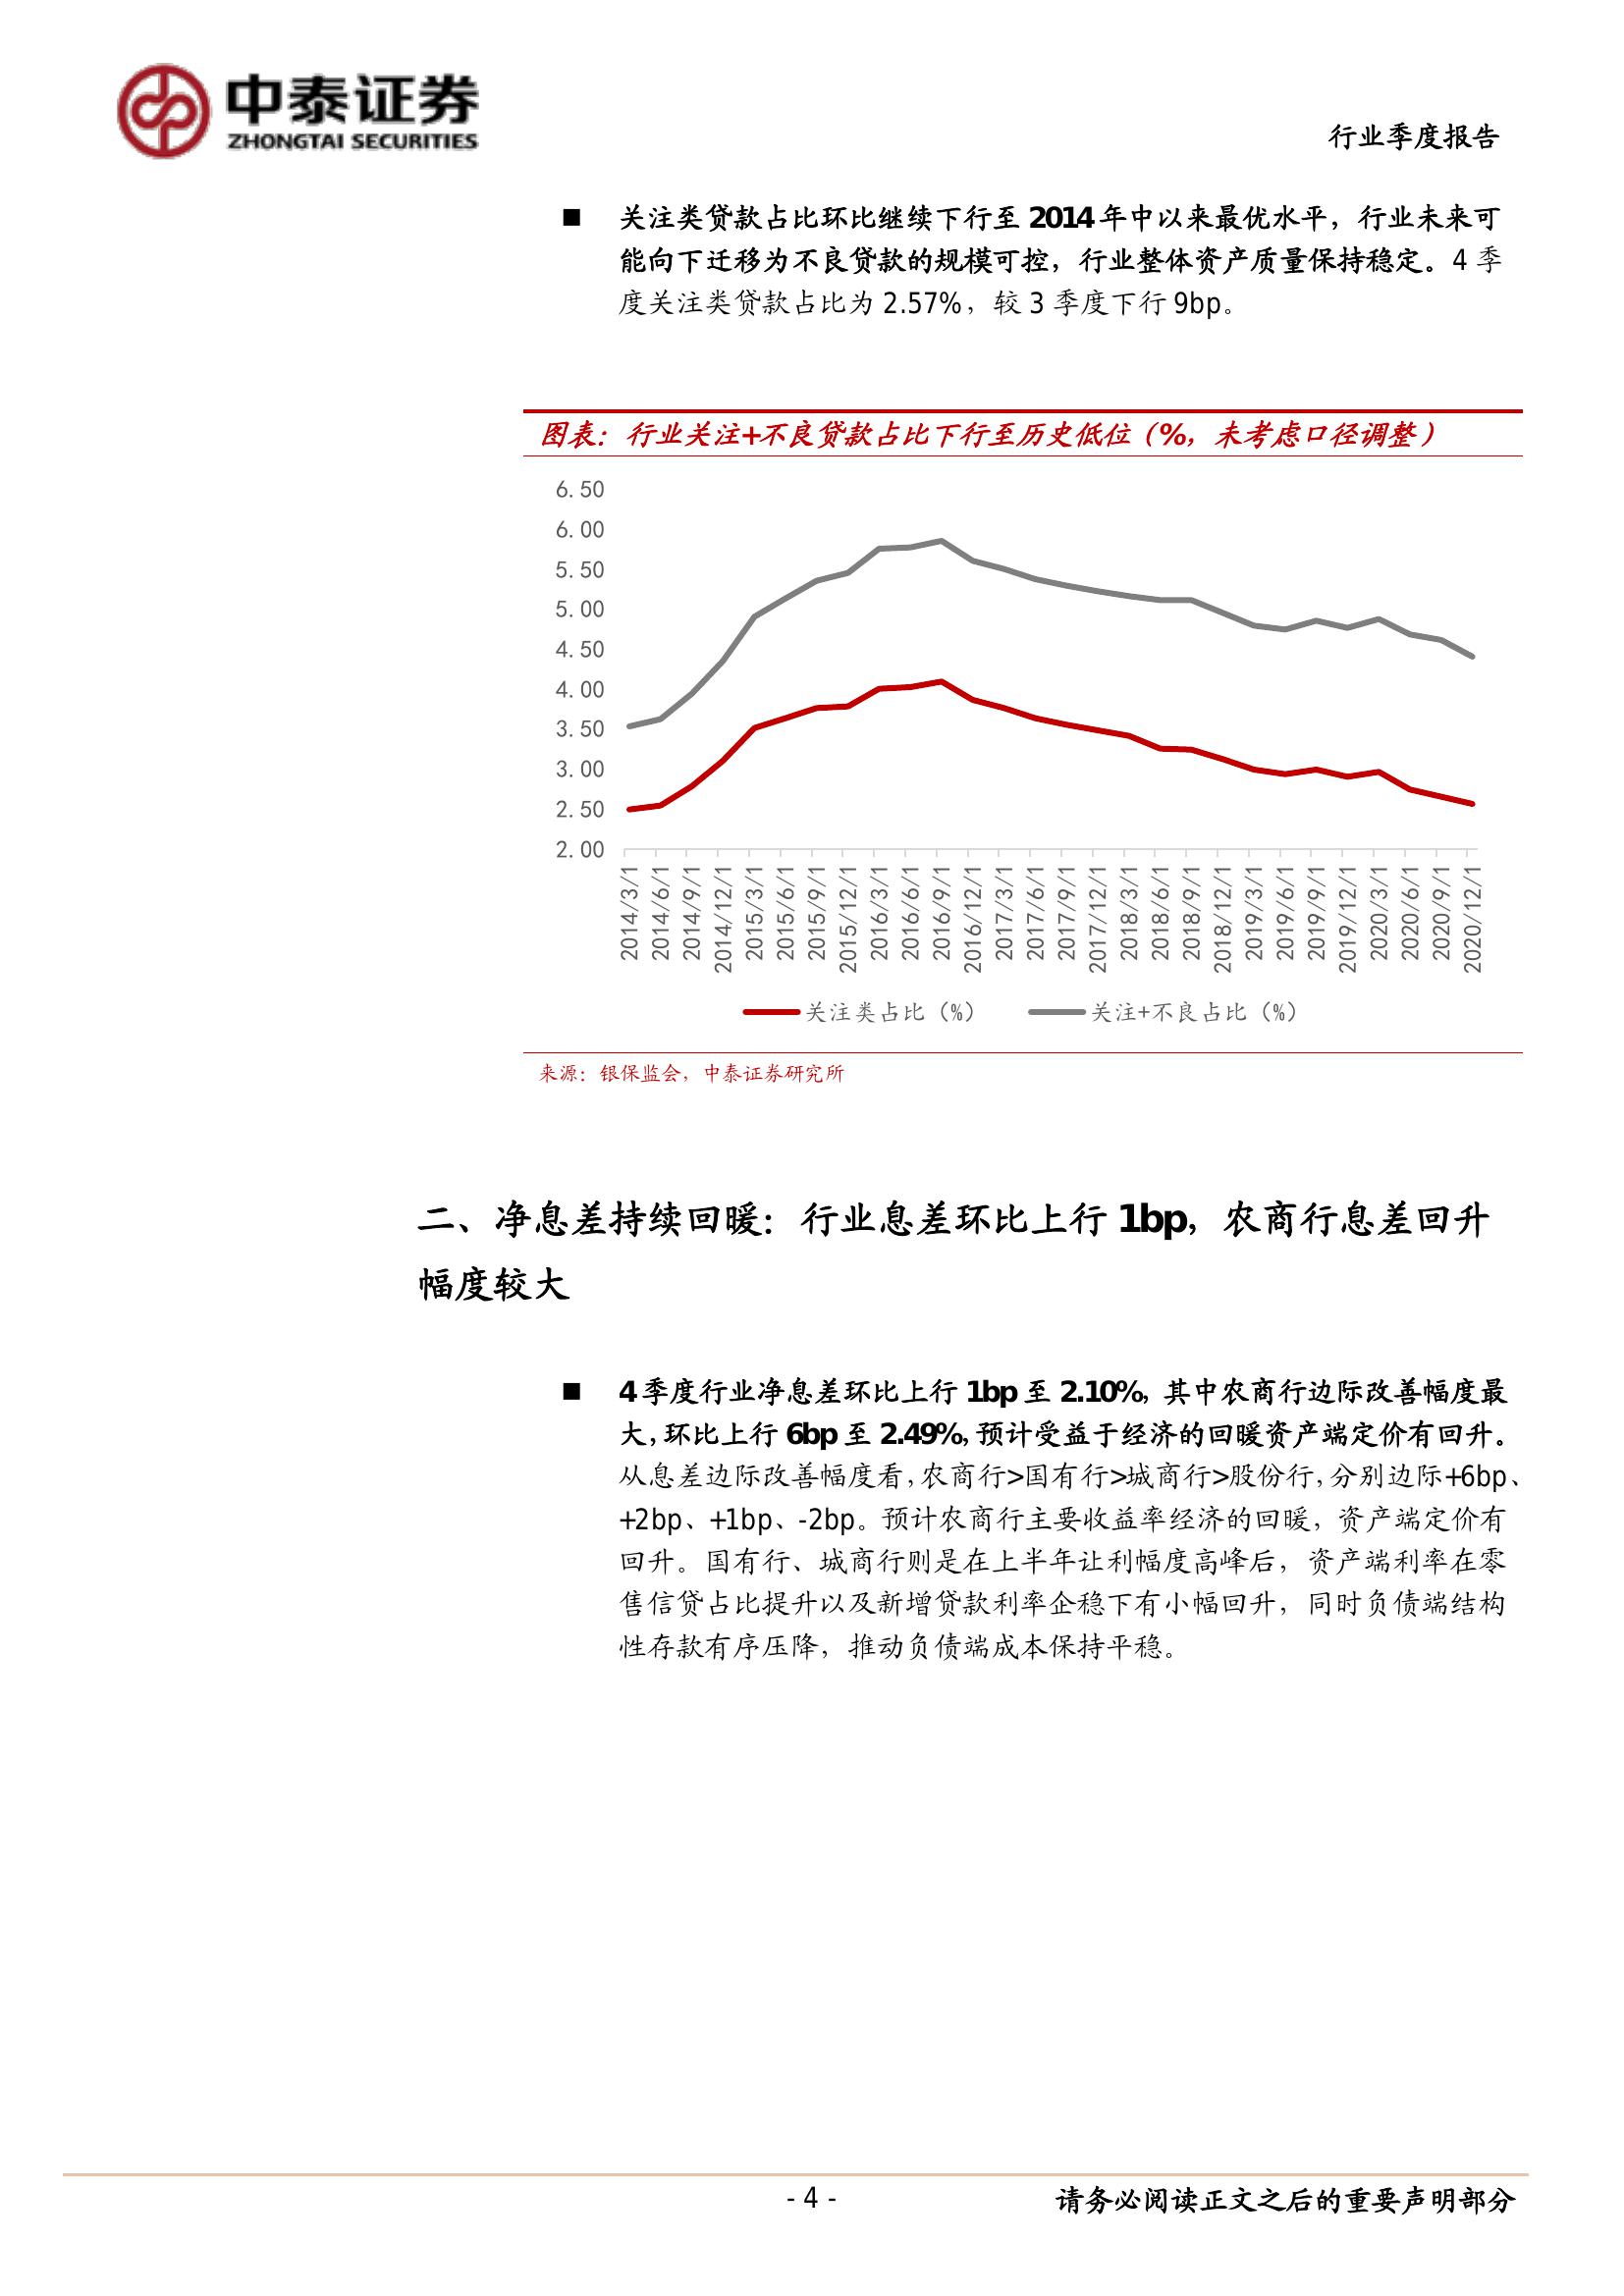 中泰证券
ZHONGTAI SECURITIES
行业季度报告
■ 关注类贷款占比环比继续下行至 2014 年中以来最优水平，行业未来可
能向下迁移为不良贷款的规模可控，行业整体资产质量保持稳定。4 季
度关注类贷款占比为 2.57%，较 3 季度下行 9bp。
图表：行业关注+不良贷款占比下行至历史低位（%，未考虑口径调整）
6.50
6.00
5.50
5.00
4.50
4.00
3.50
3.00
2.50
2.00
2014/3/1
2014/6/1
2014/9/1
2014/12/1
2015/3/1
2015/6/1
2015/9/1
2015/12/1
2016/3/1
2016/6/1
2016/9/1
2016/12/1
2017/3/1
2017/6/1
2017/9/1
2017/12/1
2018/3/1
2018/6/1
2018/9/1
2018/12/1
2019/3/1
2019/6/1
2019/9/1
2019/12/1
2020/3/1
2020/6/1
2020/9/1
2020/12/1
关注类占比（%） 关注+不良占比（%）
来源：银保监会，中泰证券研究所
二、净息差持续回暖：行业息差环比上行 1bp，农商行息差回升
幅度较大
■ 4 季度行业净息差环比上行 1bp 至 2.10%，其中农商行边际改善幅度最
大，环比上行 6bp 至 2.49%，预计受益于经济的回暖资产端定价有回升。
从息差边际改善幅度看，农商行>国有行>城商行>股份行，分别边际+6bp、
+2bp、+1bp、-2bp。预计农商行主要收益率经济的回暖，资产端定价有
回升。国有行、城商行则是在上半年让利幅度高峰后，资产端利率在零
售信贷占比提升以及新增贷款利率企稳下有小幅回升，同时负债端结构
性存款有序压降，推动负债端成本保持平稳。
- 4 -
请务必阅读正文之后的重要声明部分